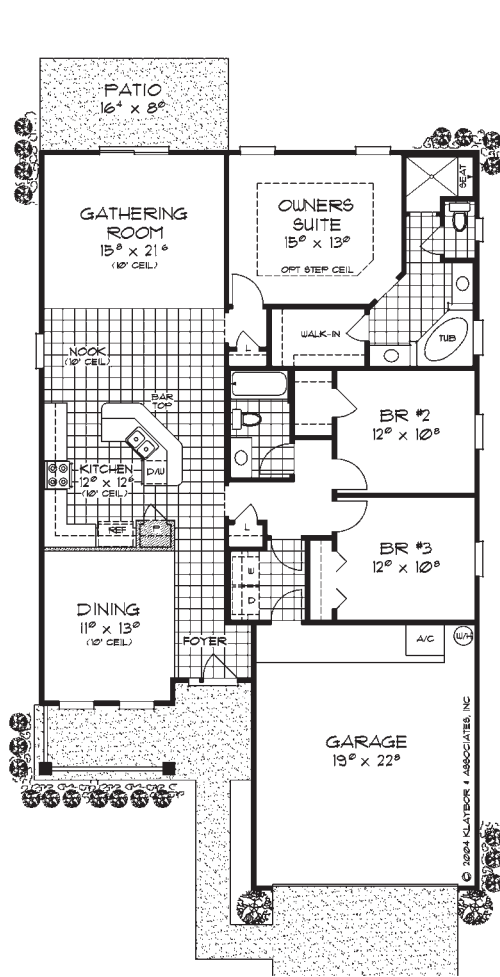 PATIO
16⁴ x 8⁰
GATHERING
ROOM
15⁸ x 21⁶
(10' CEIL)
OWNERS
SUITE
15⁰ x 13⁰
OPT STEP CEIL
SEAT
WALK-IN
TUB
L
NOOK
(10' CEIL)
BAR
TOP
D/W
KITCHEN
12⁰ x 12⁶
(10' CEIL)
REF
P
BR #2
12⁰ x 10⁸
L
BR #3
12⁰ x 10⁸
W
D
DINING
11⁰ x 13⁰
(10' CEIL)
FOYER
A/C
W/H
GARAGE
19⁰ x 22⁸
© 2004 KLAYBOR & ASSOCIATES, INC